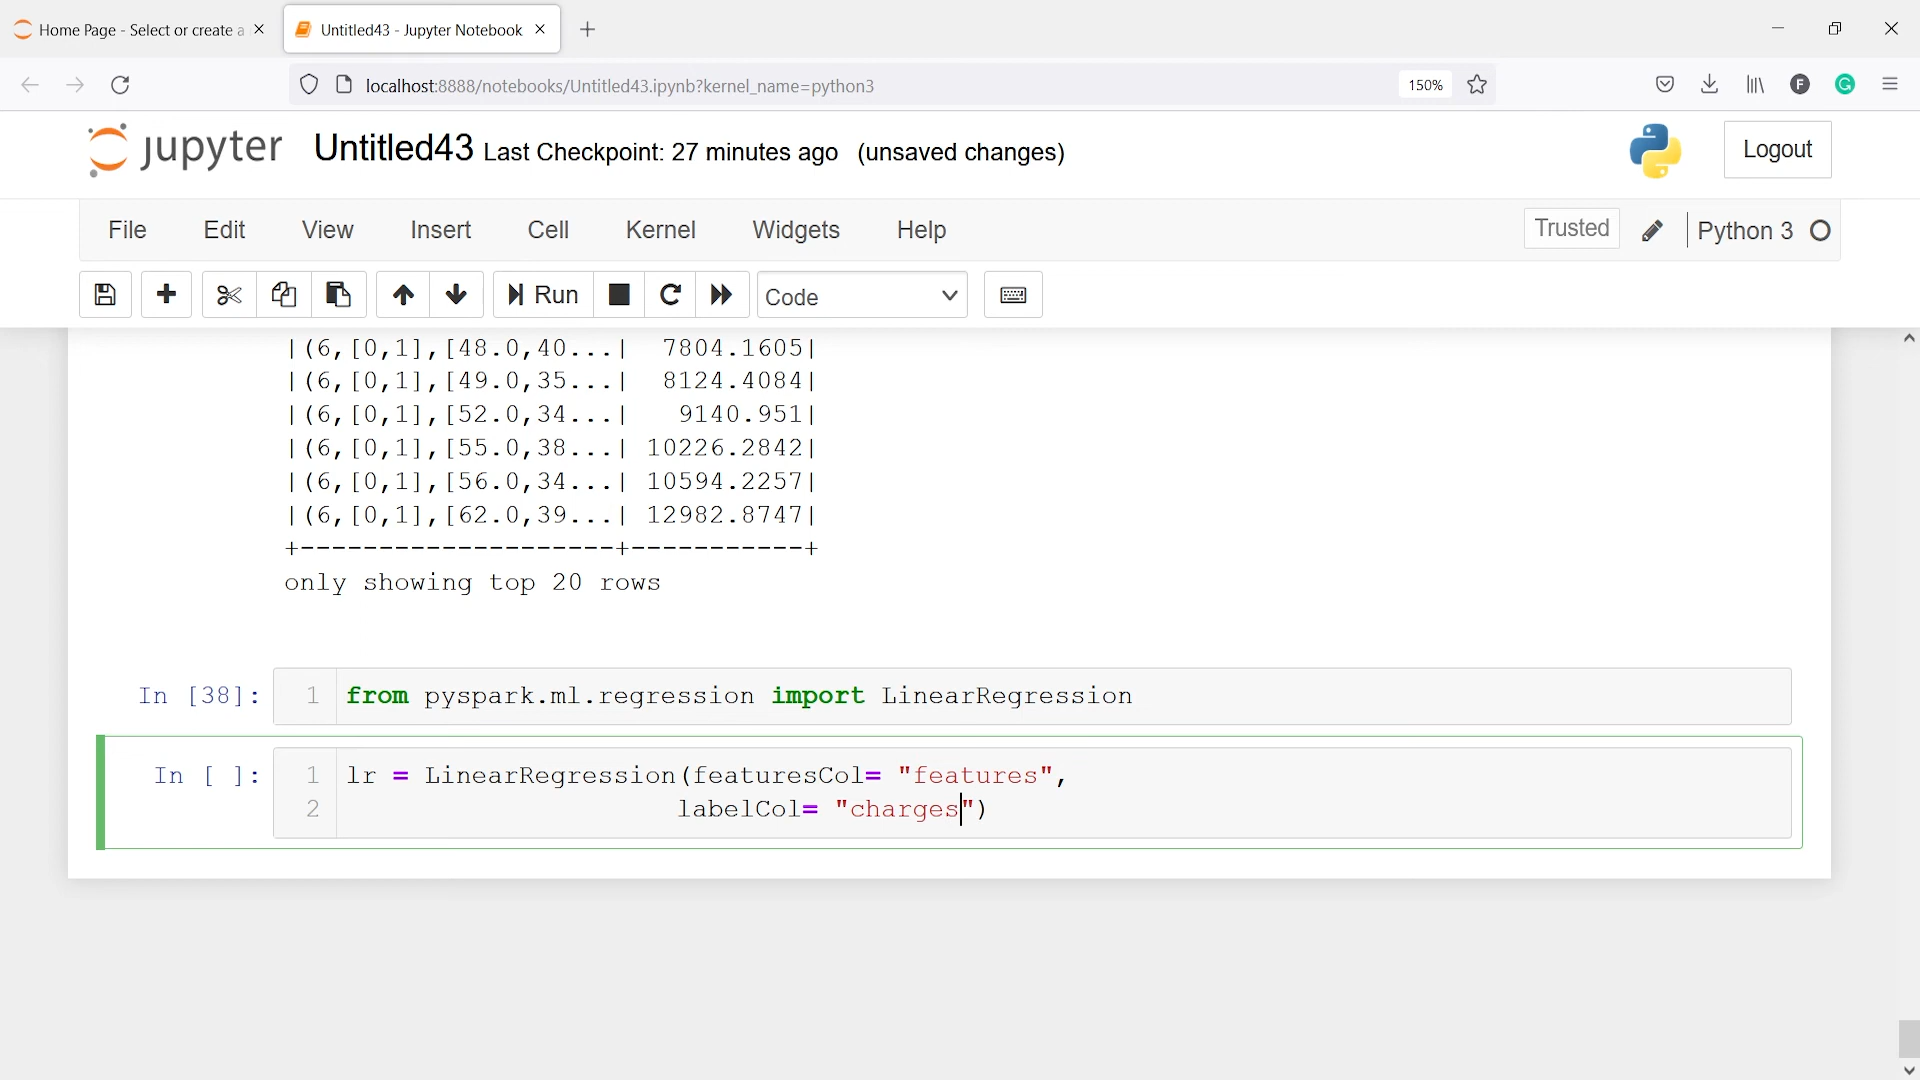 Home Page - Select or create a
Untitled43 - Jupyter Notebook
localhost:8888/notebooks/Untitled43.ipynb?kernel_name=python3
150%
F
G
jupyter Untitled43 Last Checkpoint: 27 minutes ago (unsaved changes)
Logout
File Edit View Insert Cell Kernel Widgets Help
Trusted
Python 3
Run
Code
|(6,[0,1],[48.0,40...|  7804.1605|
|(6,[0,1],[49.0,35...|  8124.4084|
|(6,[0,1],[52.0,34...|   9140.951|
|(6,[0,1],[55.0,38...| 10226.2842|
|(6,[0,1],[56.0,34...| 10594.2257|
|(6,[0,1],[62.0,39...| 12982.8747|
+--------------------+-----------+
only showing top 20 rows
In [38]: 1 from pyspark.ml.regression import LinearRegression
In [ ]: 1 lr = LinearRegression(featuresCol= "features",
2 labelCol= "charges")